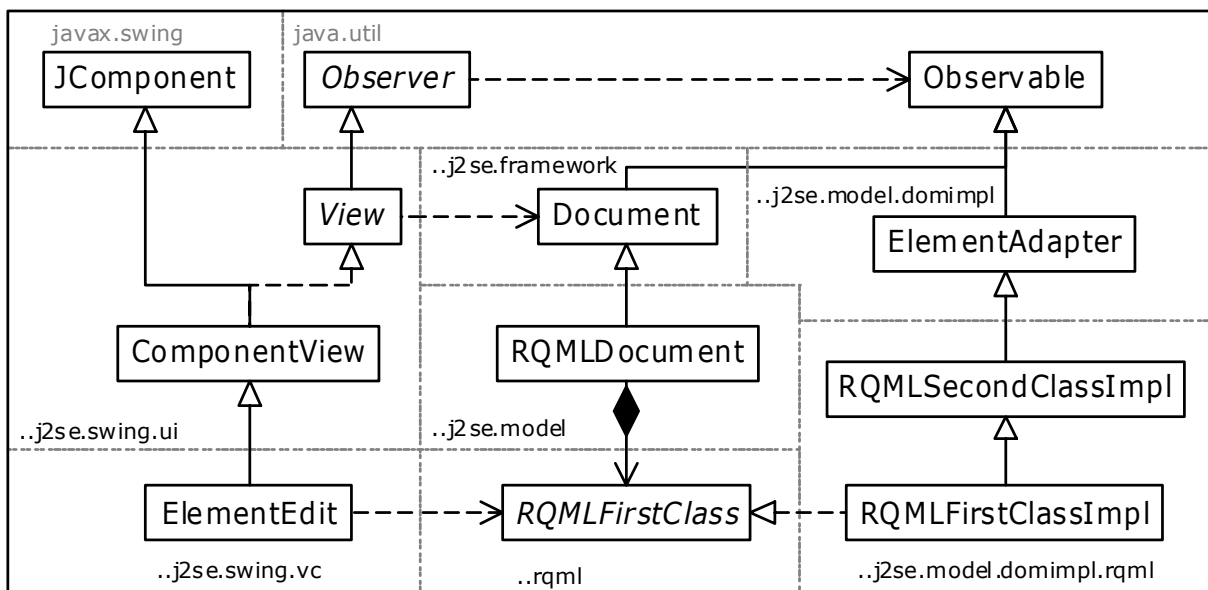 javax.swing
java.util
JComponent
Observer
Observable
..j2se.framework
View
Document
..j2se.model.domimpl
ElementAdapter
ComponentView
RQMLDocument
RQMLSecondClassImpl
..j2se.swing.ui
..j2se.model
ElementEdit
RQMLFirstClass
RQMLFirstClassImpl
..j2se.swing.vc
..rqml
..j2se.model.domimpl.rqml